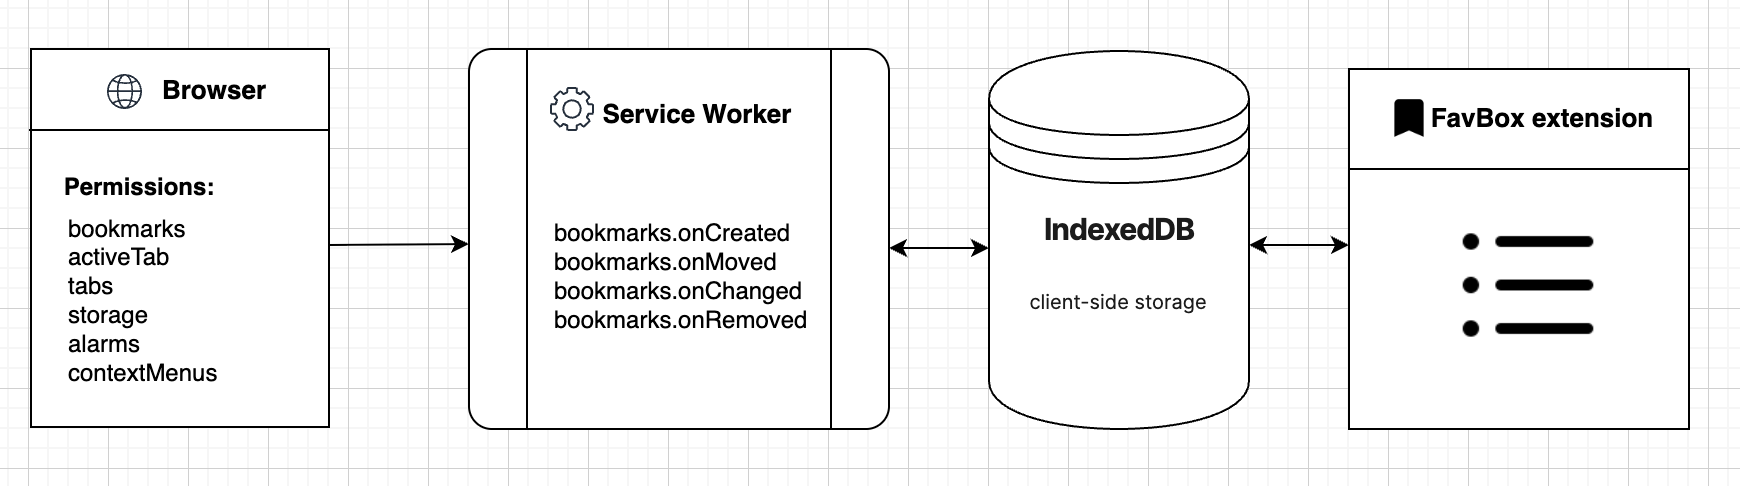 Browser
Permissions:
bookmarks
activeTab
tabs
storage
alarms
contextMenus
Service Worker
bookmarks.onCreated
bookmarks.onMoved
bookmarks.onChanged
bookmarks.onRemoved
IndexedDB
client-side storage
FavBox extension